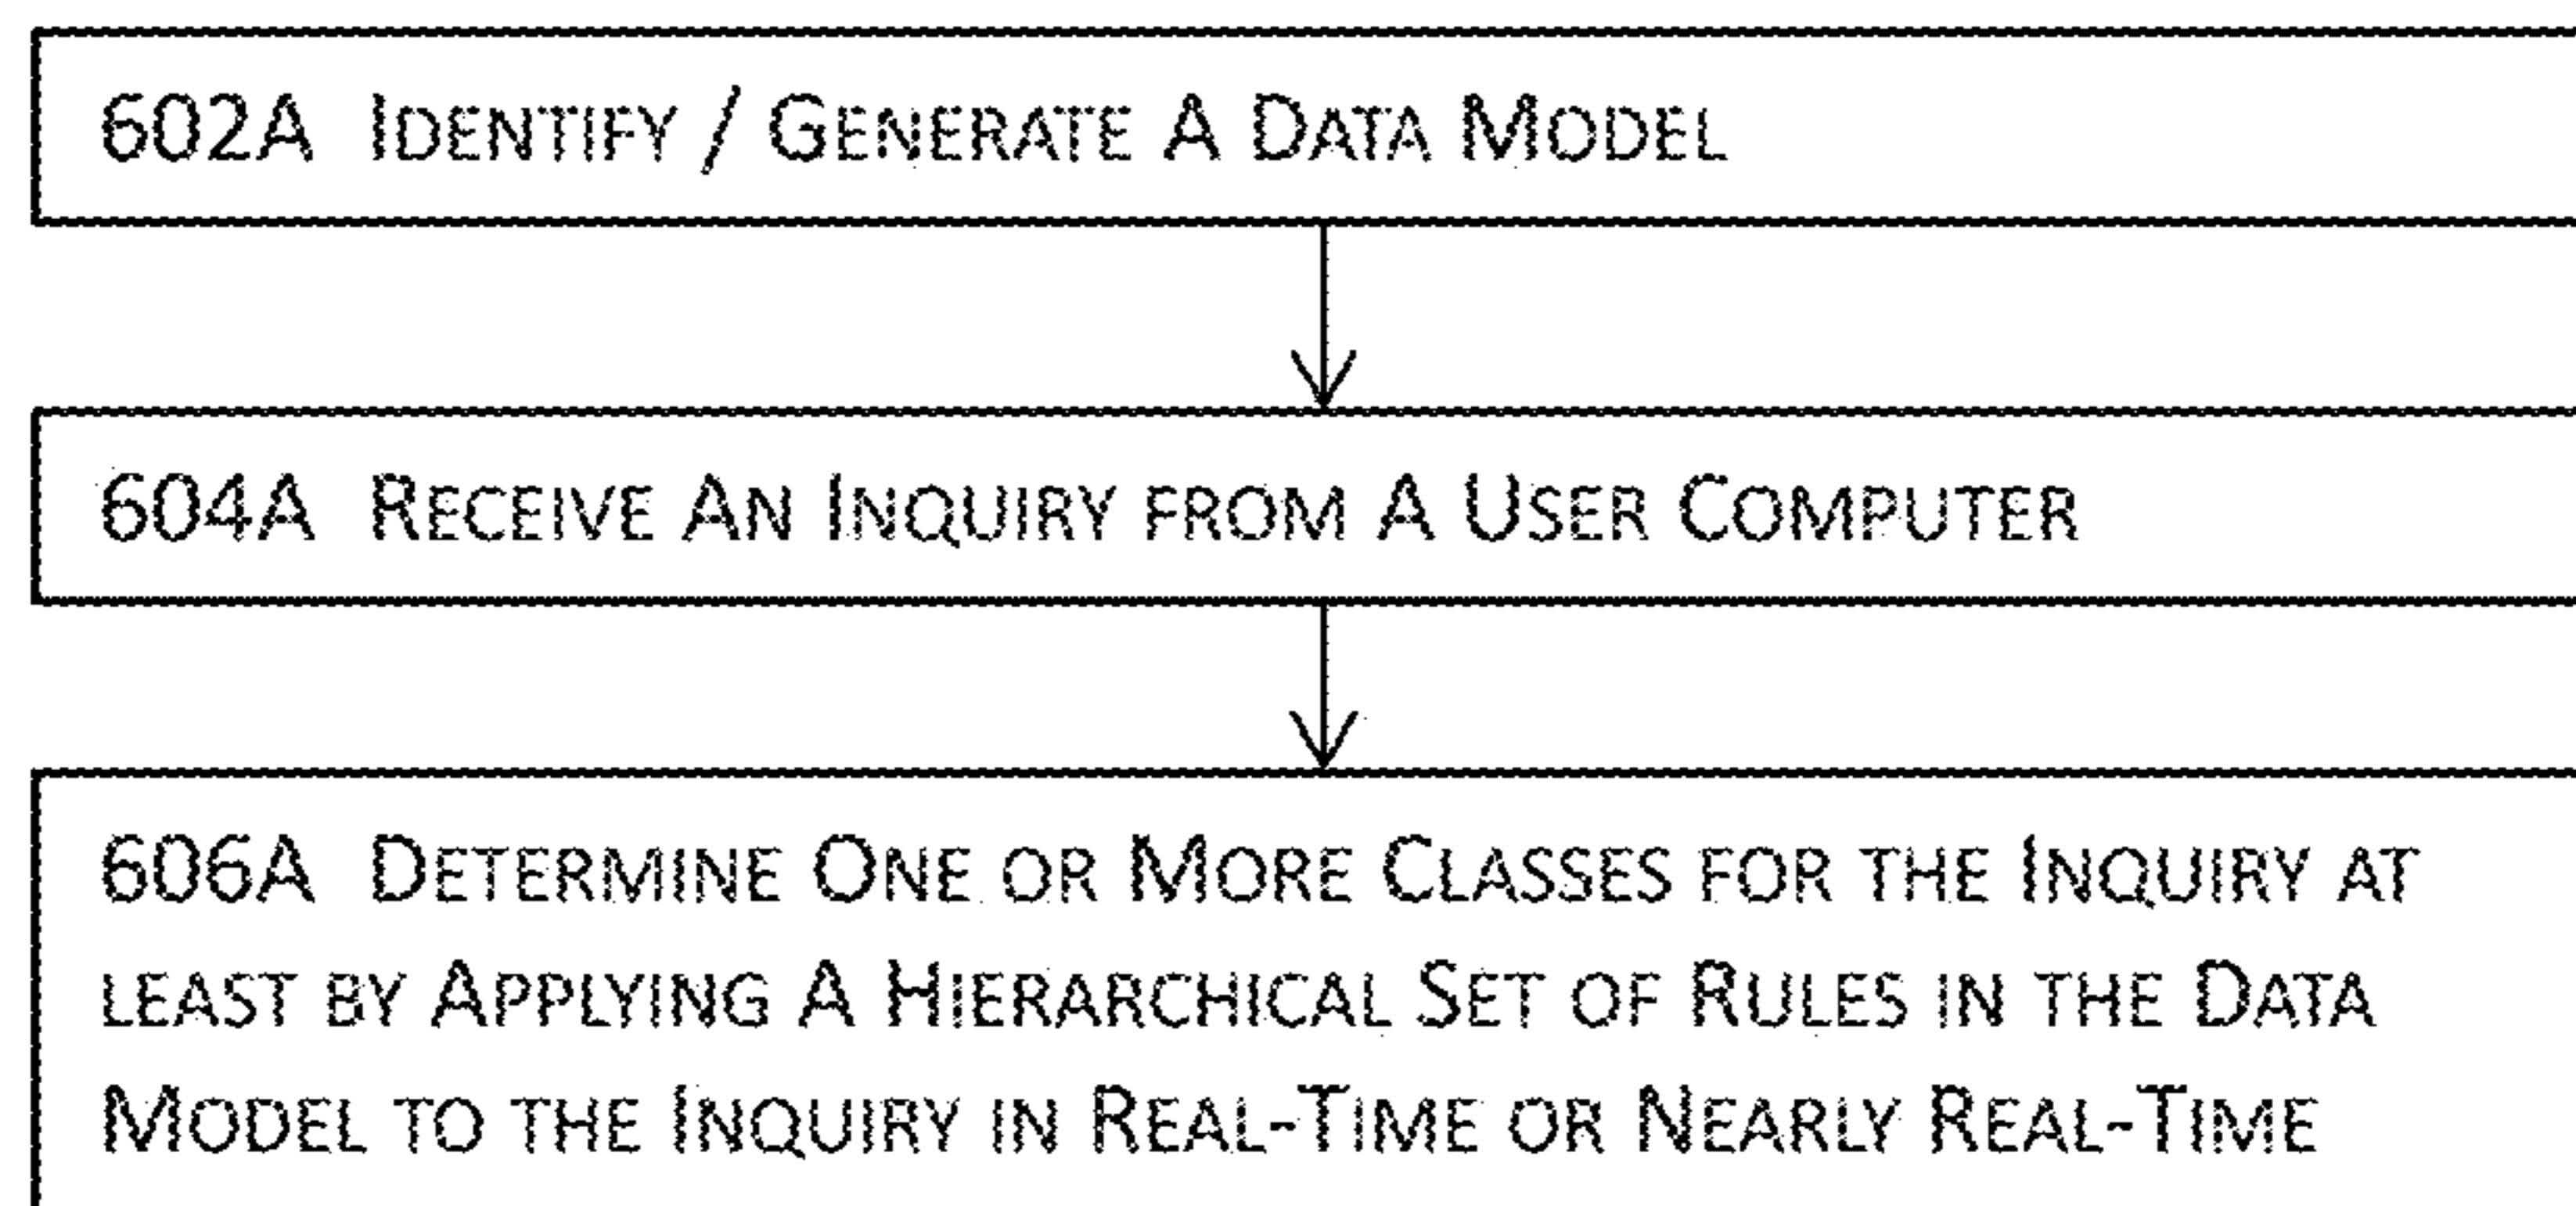 602A Identify / Generate A Data Model
604A Receive An Inquiry from A User Computer
606A Determine One or More Classes for the Inquiry at
least by Applying A Hierarchical Set of Rules in the Data
Model to the Inquiry in Real-Time or Nearly Real-Time